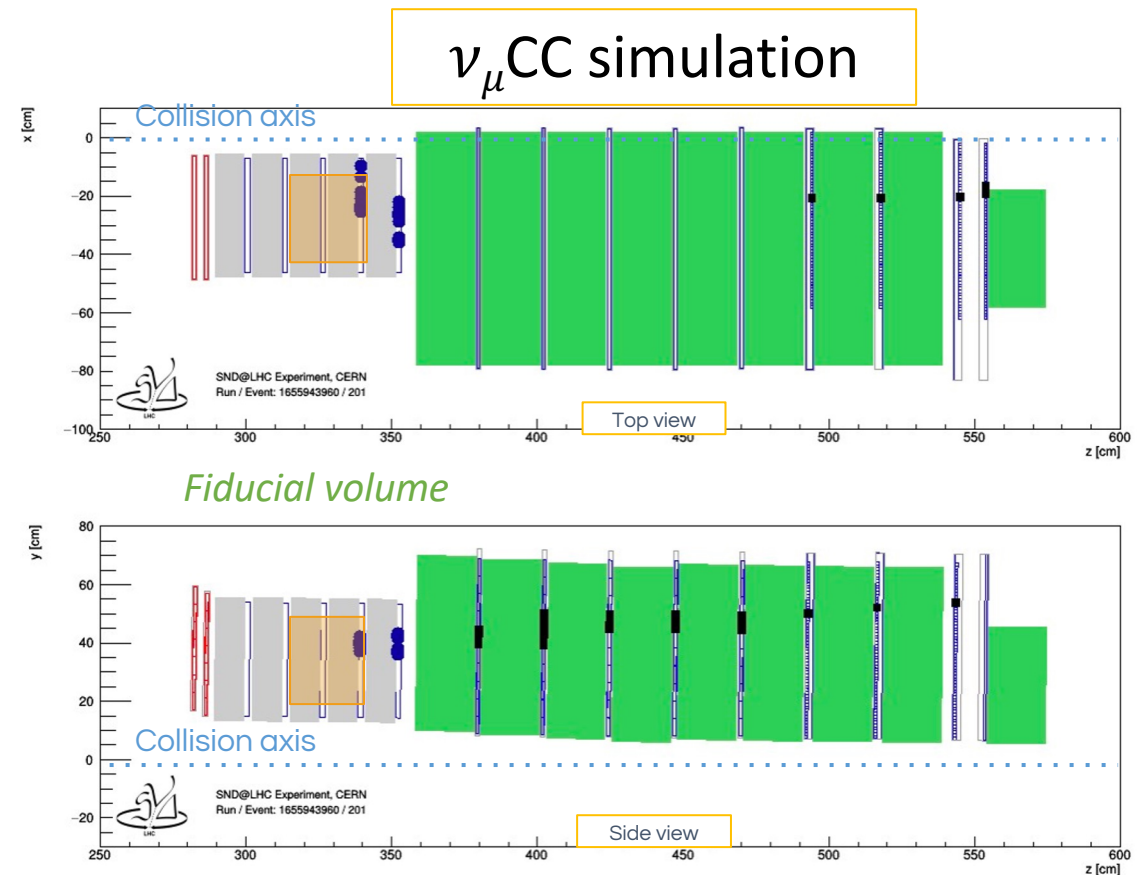 νμCC simulation
x [cm]
Collision axis
0
−20
−40
−60
−80
−100
SND@LHC Experiment, CERN
Run / Event: 1655943960 / 201
LHC
Top view
250 300 350 400 450 500 550 600
z [cm]
Fiducial volume
y [cm]
80
60
40
20
Collision axis
0
−20
SND@LHC Experiment, CERN
Run / Event: 1655943960 / 201
LHC
Side view
250 300 350 400 450 500 550 600
z [cm]